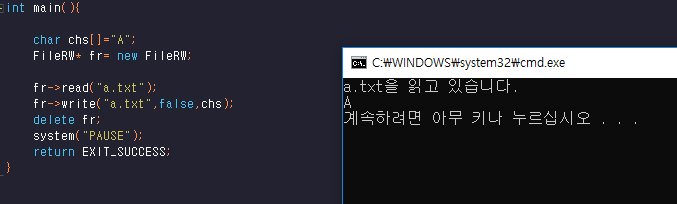 int main(){
char chs[]="A";
FileRW* fr= new FileRW;
fr->read("a.txt");
fr->write("a.txt",false,chs);
delete fr;
system("PAUSE");
return EXIT_SUCCESS;
}
C:₩WINDOWS₩system32₩cmd.exe
a.txt을 읽고 있습니다.
A
계속하려면 아무 키나 누르십시오 . . .